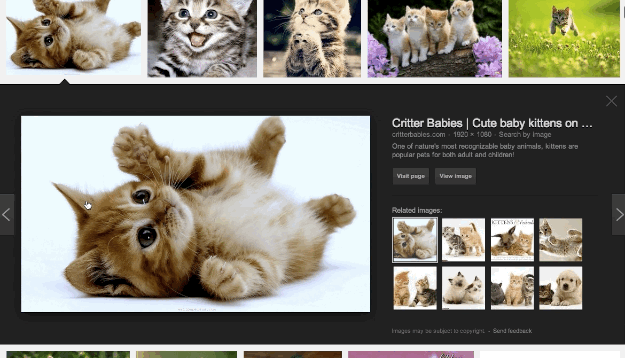 Critter Babies | Cute baby kittens on ...
critterbabies.com - 1920 × 1080 - Search by image
One of nature's most recognizable baby animals, kittens are
popular pets for both adult and children!
Visit page
View image
Related images:
Images may be subject to copyright. - Send feedback